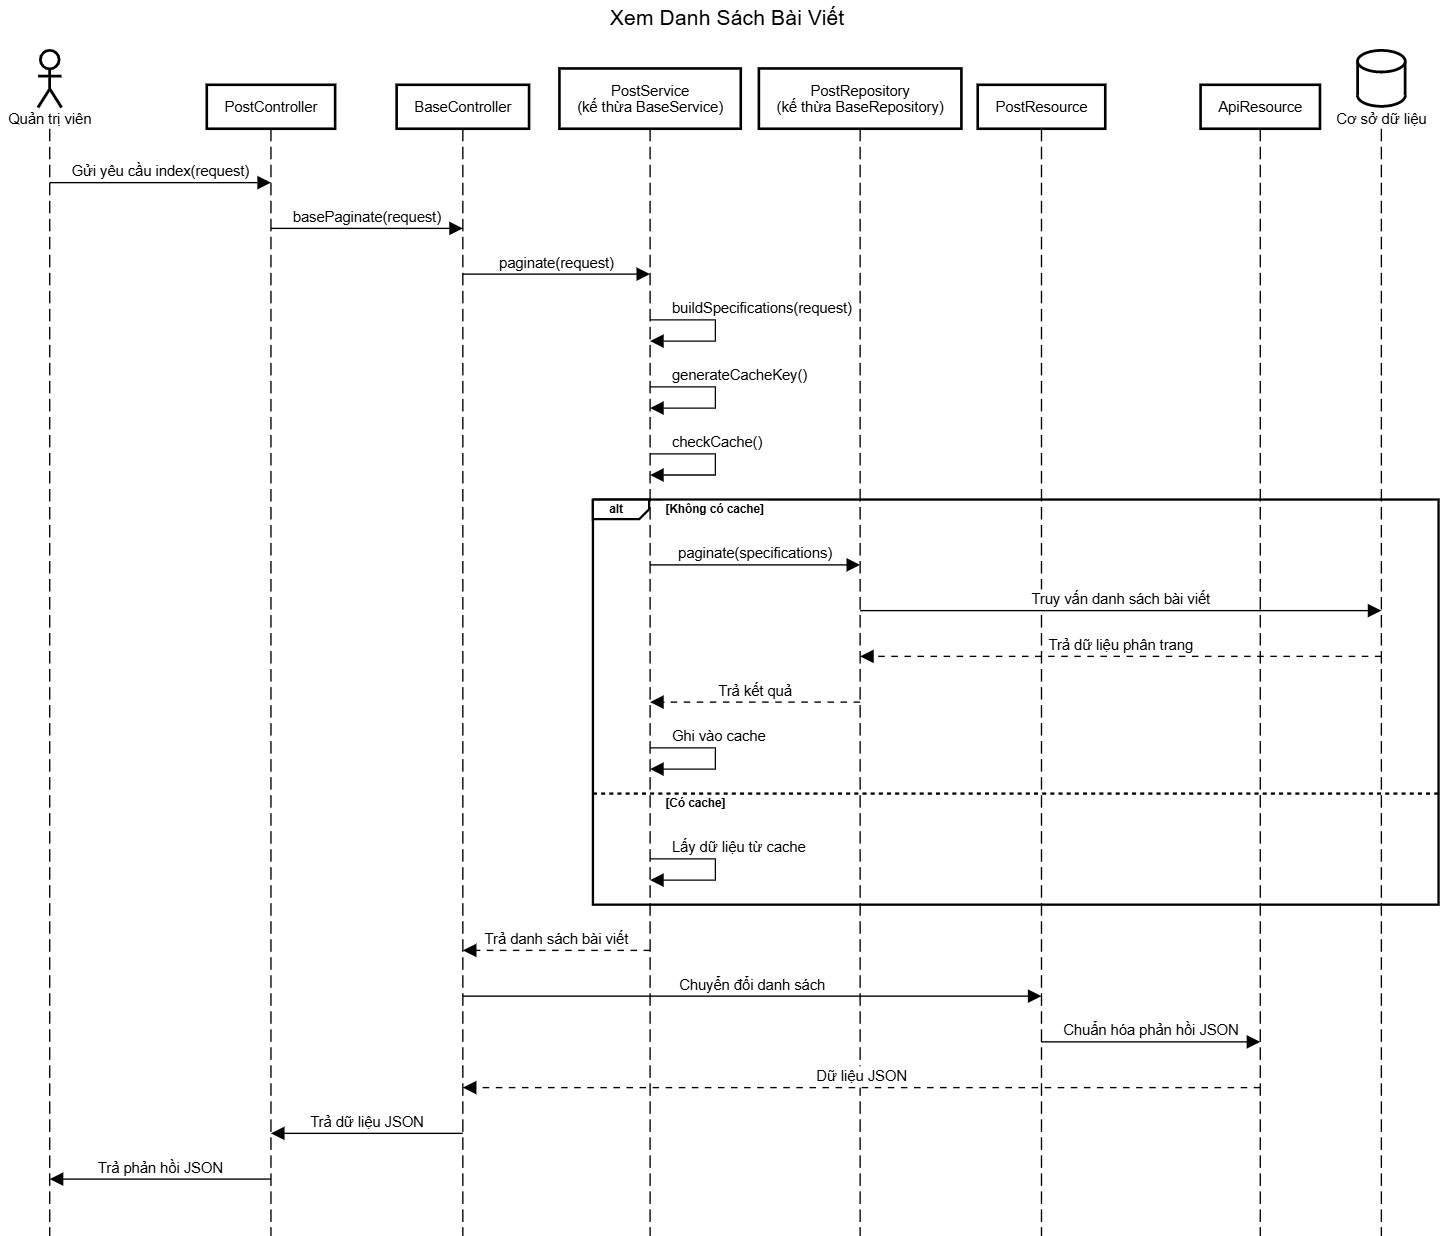 Xem Danh Sách Bài Viết
Quản trị viên
PostController
BaseController
PostService
(kế thừa BaseService)
PostRepository
(kế thừa BaseRepository)
PostResource
ApiResource
Cơ sở dữ liệu
Gửi yêu cầu index(request)
basePaginate(request)
paginate(request)
buildSpecifications(request)
generateCacheKey()
checkCache()
alt
[Không có cache]
paginate(specifications)
Truy vấn danh sách bài viết
Trả dữ liệu phân trang
Trả kết quả
Ghi vào cache
[Có cache]
Lấy dữ liệu từ cache
Trả danh sách bài viết
Chuyển đổi danh sách
Chuẩn hóa phản hồi JSON
Dữ liệu JSON
Trả dữ liệu JSON
Trả phản hồi JSON